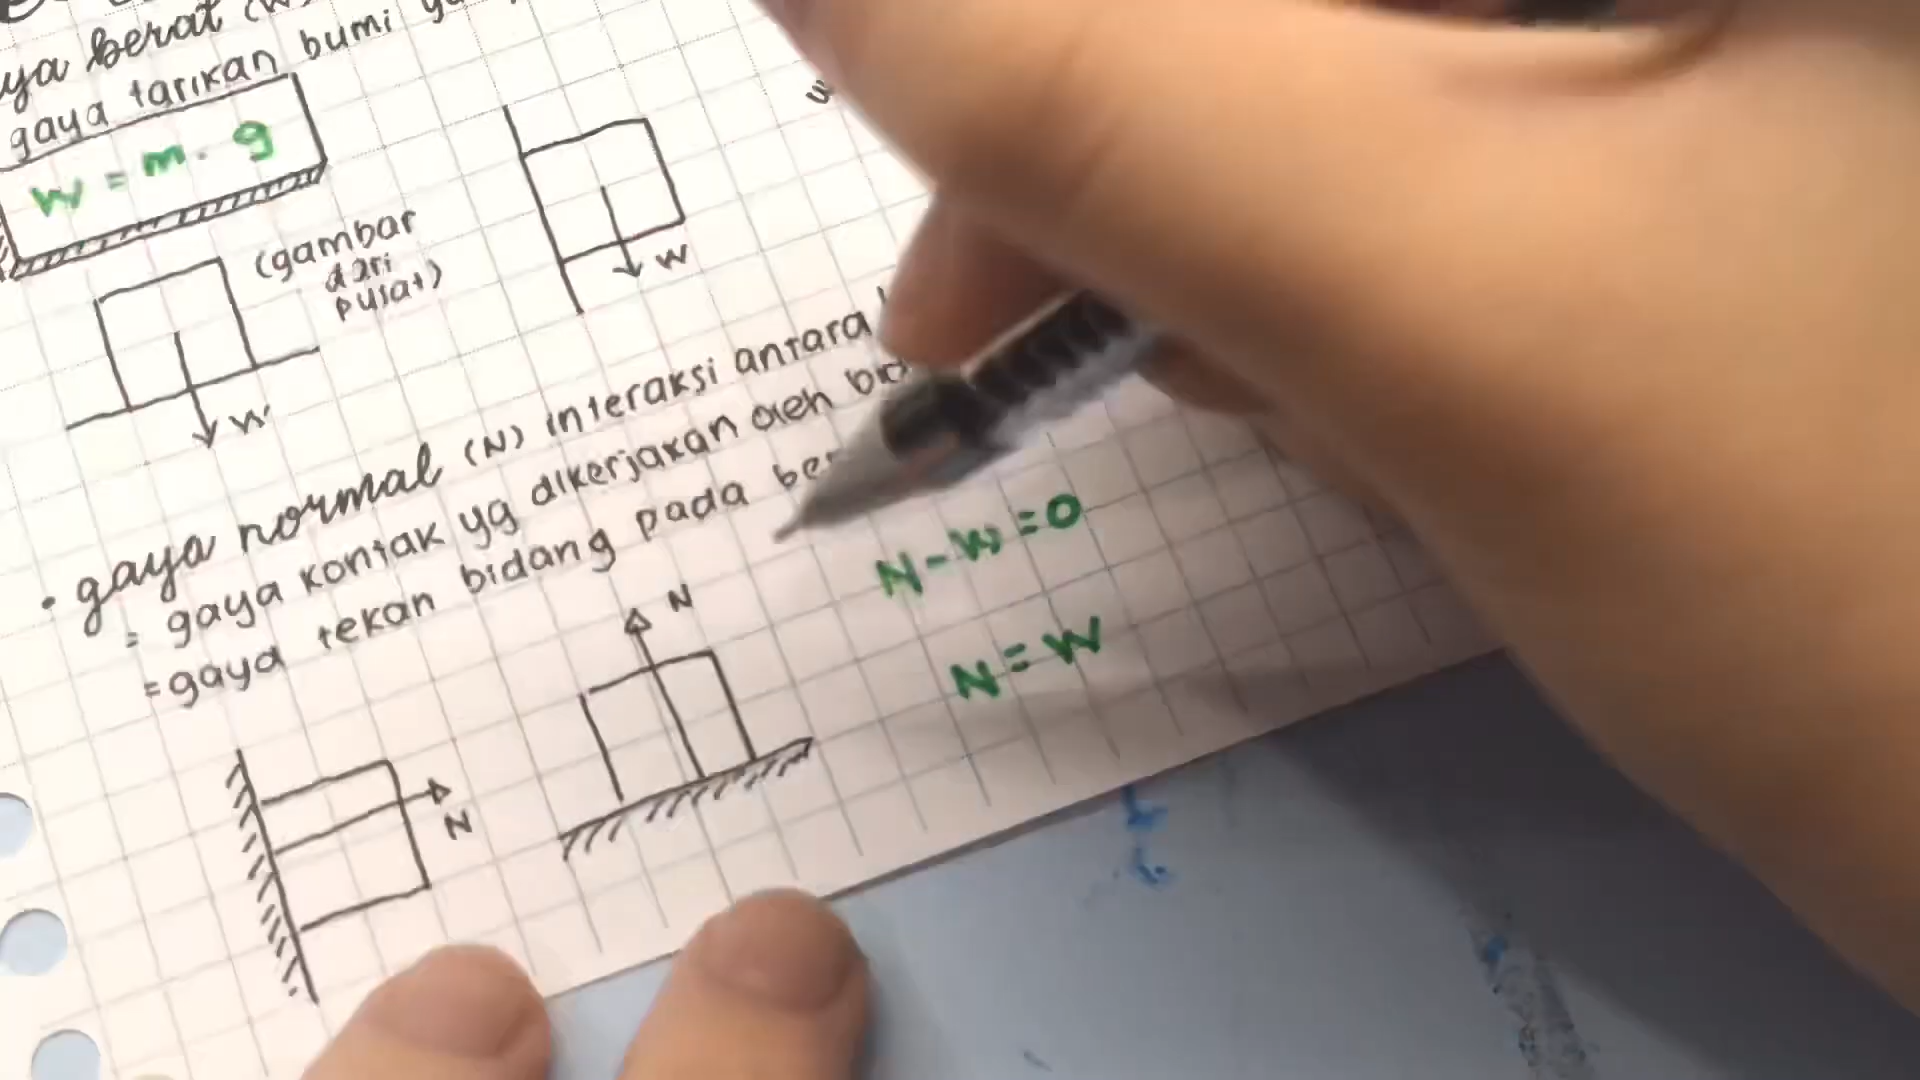 gaya berat
gaya tarikan bumi
W = m . g
(gambar
dari
pusat)
W
W
• gaya normal (N) interaksi antara
= gaya kontak yg dikerjakan oleh
= gaya tekan bidang pada
N
N - W = 0
N = W
N